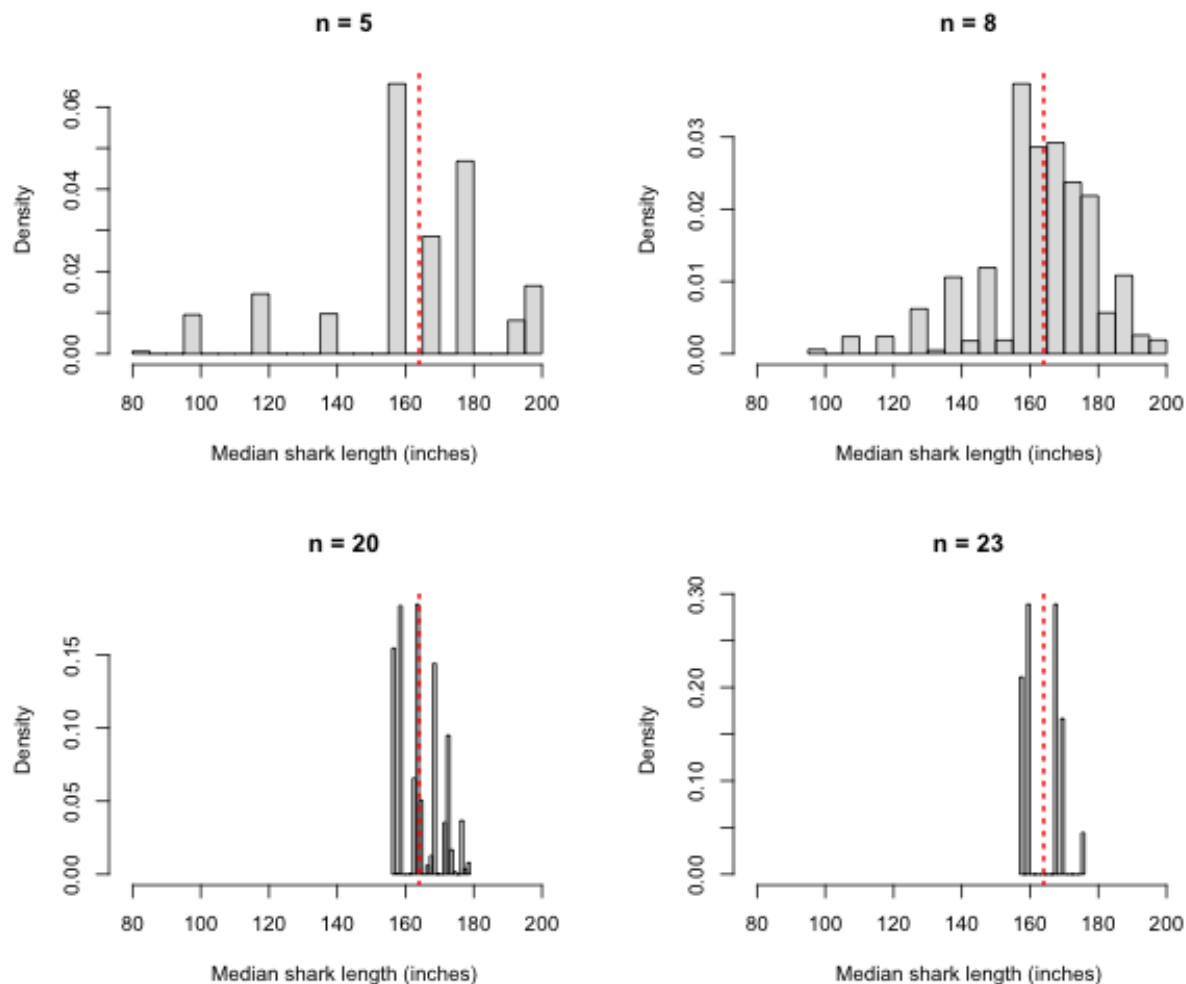 n = 5
Density
0.00 0.02 0.04 0.06
80 100 120 140 160 180 200
Median shark length (inches)
n = 8
Density
0.00 0.01 0.02 0.03
80 100 120 140 160 180 200
Median shark length (inches)
n = 20
Density
0.00 0.05 0.10 0.15
80 100 120 140 160 180 200
Median shark length (inches)
n = 23
Density
0.00 0.10 0.20 0.30
80 100 120 140 160 180 200
Median shark length (inches)